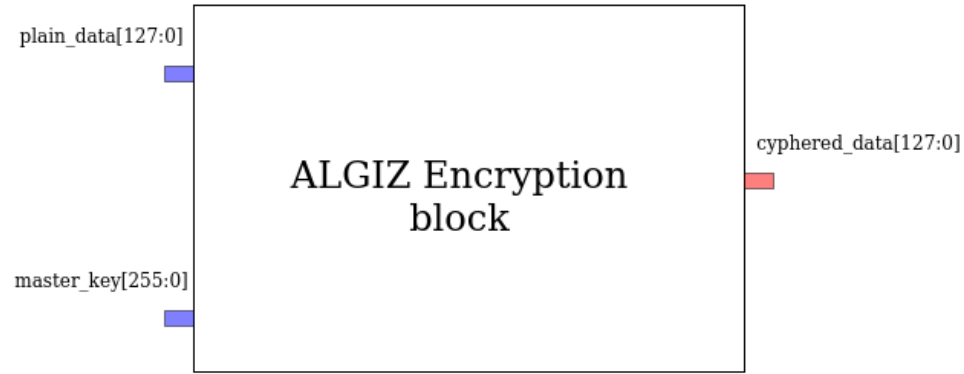 plain_data[127:0]
cyphered_data[127:0]
ALGIZ Encryption
block
master_key[255:0]